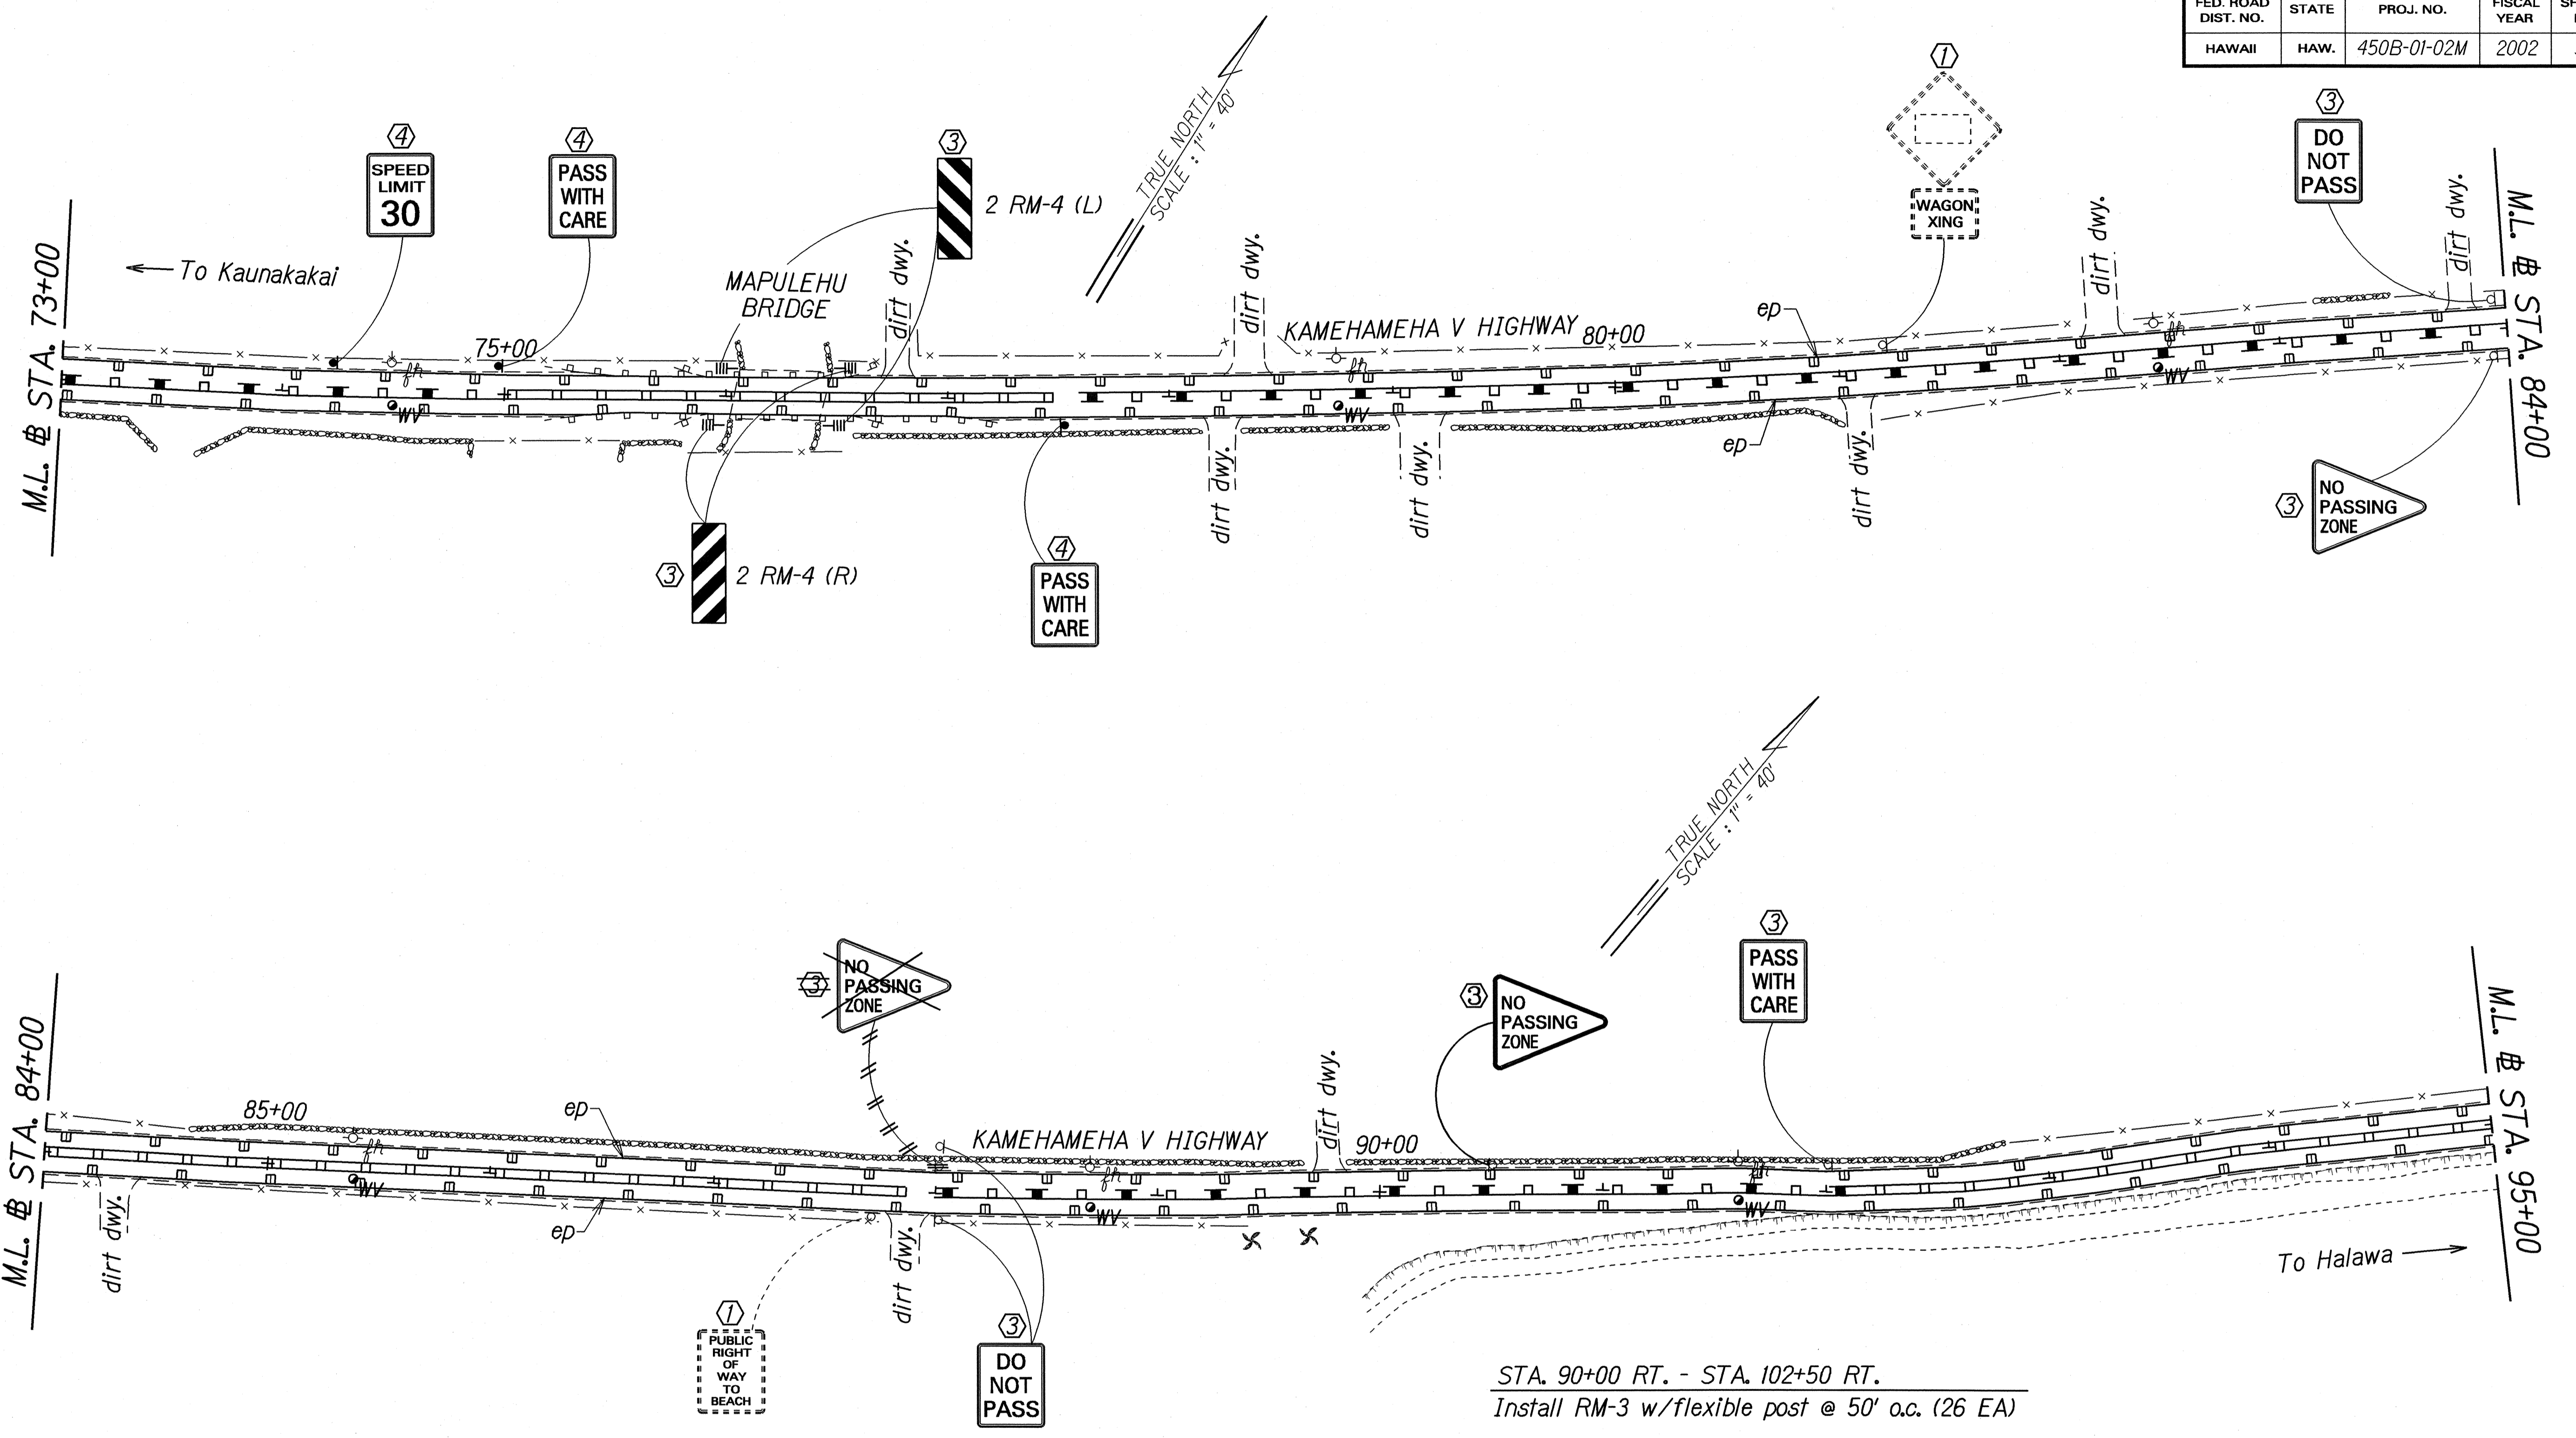 FED. ROAD DIST. NO.
STATE
PROJ. NO.
FISCAL YEAR
HAWAII
HAW.
450B-01-02M
2002
1
3
4
SPEED
LIMIT
30
4
PASS
WITH
CARE
3
2 RM-4 (L)
TRUE NORTH
SCALE : 1" = 40'
WAGON
XING
DO
NOT
PASS
M.L. B STA. 73+00
To Kaunakakai
MAPULEHU
BRIDGE
dirt dwy.
dirt dwy.
dirt dwy.
dirt dwy.
M.L. B STA. 84+00
75+00
KAMEHAMEHA V HIGHWAY
80+00
ep
fh
fh
fh
WV
WV
WV
ep
dirt dwy.
dirt dwy.
dirt dwy.
3
2 RM-4 (R)
4
PASS
WITH
CARE
3
NO
PASSING
ZONE
TRUE NORTH
SCALE : 1" = 40'
3
NO
PASSING
ZONE
3
NO
PASSING
ZONE
3
PASS
WITH
CARE
M.L. B STA. 84+00
85+00
ep
KAMEHAMEHA V HIGHWAY
dirt dwy.
90+00
M.L. B STA. 95+00
fh
fh
fh
WV
WV
WV
ep
dirt dwy.
dirt dwy.
To Halawa
1
PUBLIC
RIGHT
OF
WAY
TO
BEACH
3
DO
NOT
PASS
STA. 90+00 RT. - STA. 102+50 RT.
Install RM-3 w/flexible post @ 50' o.c. (26 EA)